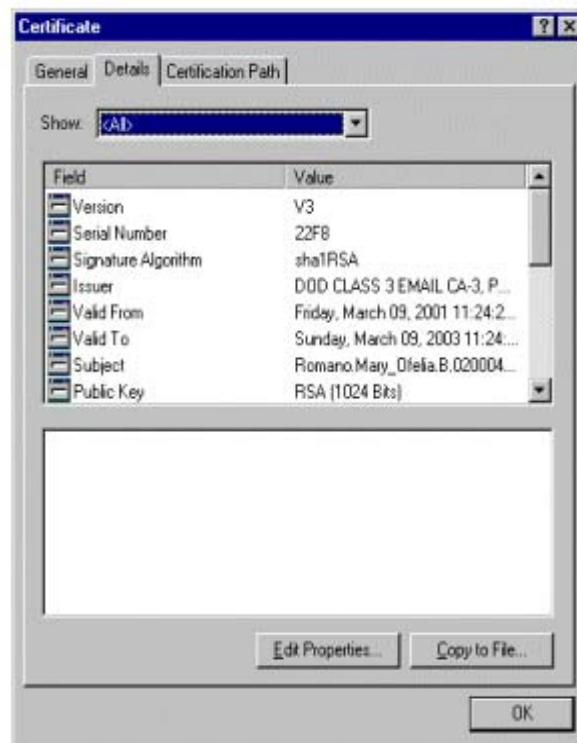 Certificate
General Details Certification Path
Show: <All>
Field Value
Version V3
Serial Number 22F8
Signature Algorithm sha1RSA
Issuer DOD CLASS 3 EMAIL CA-3, P...
Valid From Friday, March 09, 2001 11:24:2...
Valid To Sunday, March 09, 2003 11:24:...
Subject Romano.Mary_Ofelia.B.020004...
Public Key RSA (1024 Bits)
Edit Properties... Copy to File...
OK